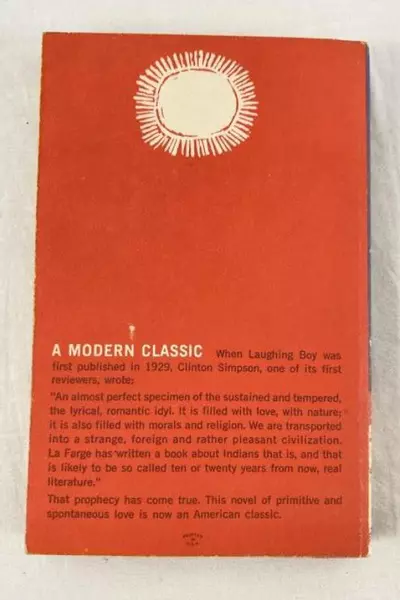 A MODERN CLASSIC When Laughing Boy was
first published in 1929, Clinton Simpson, one of its first
reviewers, wrote:
"An almost perfect specimen of the sustained and tempered,
the lyrical, romantic idyl. It is filled with love, with nature;
it is also filled with morals and religion. We are transported
into a strange, foreign and rather pleasant civilization.
La Farge has written a book about Indians that is, and that
is likely to be so called ten or twenty years from now, real
literature."
That prophecy has come true. This novel of primitive and
spontaneous love is now an American classic.
PRINTED
IN
U.S.A.